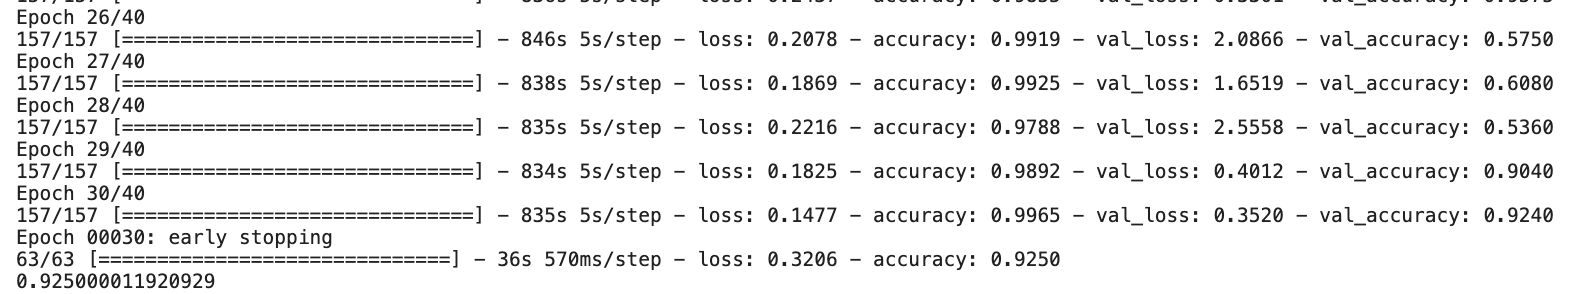 Epoch 26/40
157/157 [==============================] - 846s 5s/step - loss: 0.2078 - accuracy: 0.9919 - val_loss: 2.0866 - val_accuracy: 0.5750
Epoch 27/40
157/157 [==============================] - 838s 5s/step - loss: 0.1869 - accuracy: 0.9925 - val_loss: 1.6519 - val_accuracy: 0.6080
Epoch 28/40
157/157 [==============================] - 835s 5s/step - loss: 0.2216 - accuracy: 0.9788 - val_loss: 2.5558 - val_accuracy: 0.5360
Epoch 29/40
157/157 [==============================] - 834s 5s/step - loss: 0.1825 - accuracy: 0.9892 - val_loss: 0.4012 - val_accuracy: 0.9040
Epoch 30/40
157/157 [==============================] - 835s 5s/step - loss: 0.1477 - accuracy: 0.9965 - val_loss: 0.3520 - val_accuracy: 0.9240
Epoch 00030: early stopping
63/63 [==============================] - 36s 570ms/step - loss: 0.3206 - accuracy: 0.9250
0.925000011920929